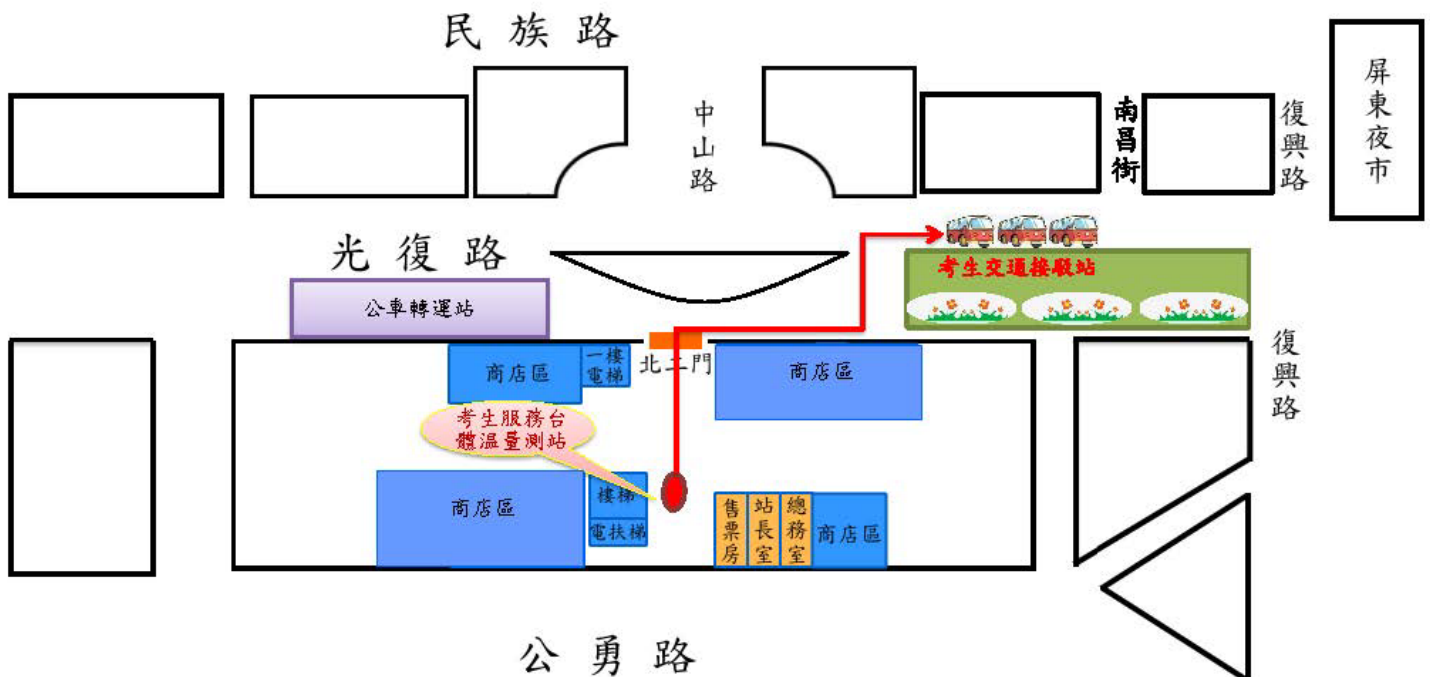 民族路
屏東夜市
中山路
南昌街
復興路
光復路
考生交通接駁站
公車轉運站
商店區
一樓
電梯
北二門
商店區
復興路
考生服務台
體溫量測站
商店區
樓梯
電扶梯
售票房
站長室
總務室
商店區
公勇路